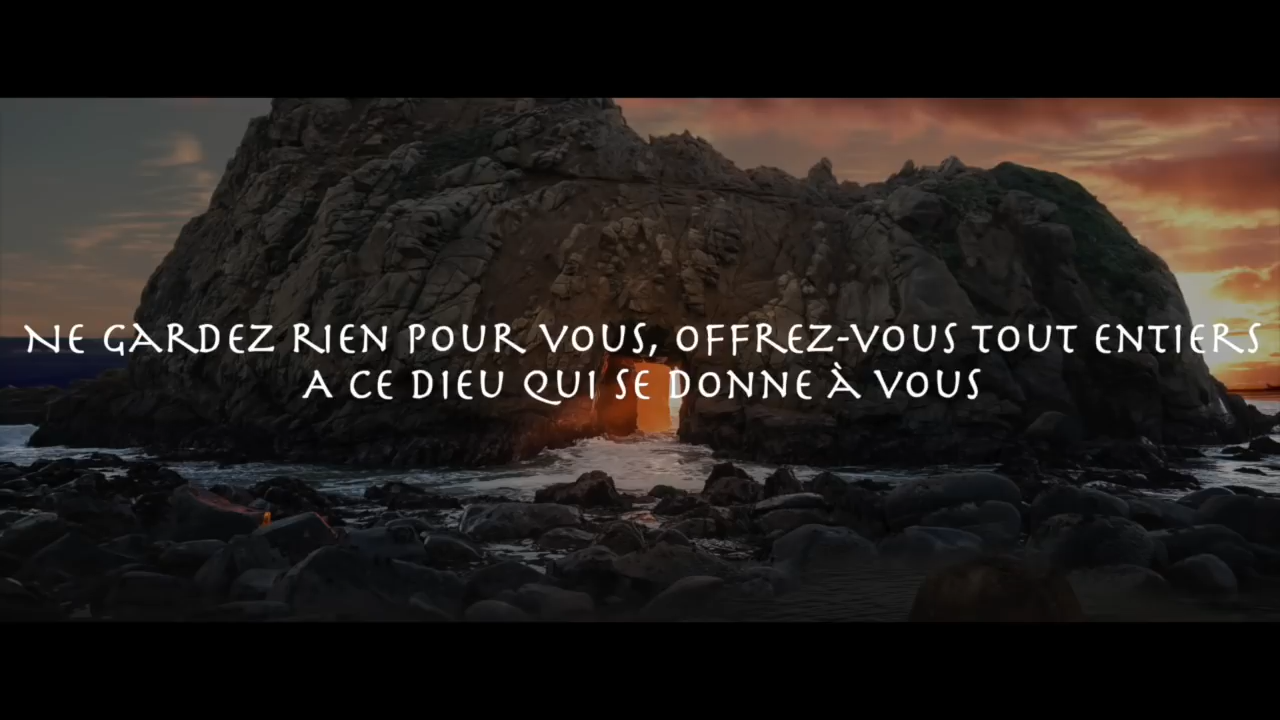 NE GARDEZ RIEN POUR VOUS, OFFREZ-VOUS TOUT ENTIERS
A CE DIEU QUI SE DONNE À VOUS